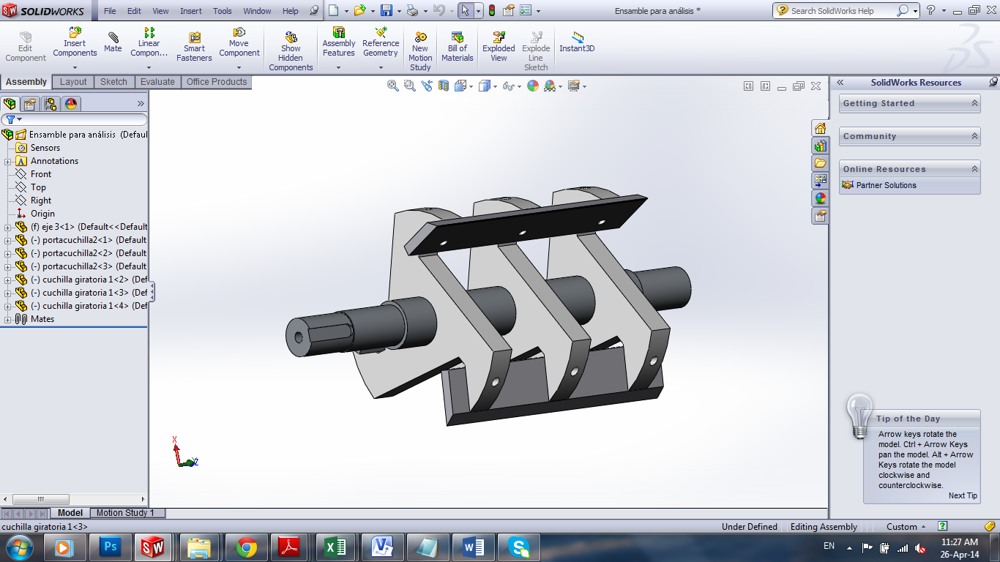 SOLIDWORKS File Edit View Insert Tools Window Help Ensamble para análisis * Search SolidWorks Help
Edit
Component
Insert
Components
Mate
Linear
Compon...
Smart
Fasteners
Move
Component
Show
Hidden
Components
Assembly
Features
Reference
Geometry
New
Motion
Study
Bill of
Materials
Exploded
View
Explode
Line
Sketch
Instant3D
Assembly Layout Sketch Evaluate Office Products
Ensamble para análisis (Defaul
Sensors
Annotations
Front
Top
Right
Origin
(f) eje 3<1> (Default<<Default
(-) portacuchilla2<1> (Default
(-) portacuchilla2<2> (Default
(-) portacuchilla2<3> (Default
(-) cuchilla giratoria 1<2> (Def
(-) cuchilla giratoria 1<3> (Def
(-) cuchilla giratoria 1<4> (Def
Mates
X
SolidWorks Resources
Getting Started
Community
Online Resources
Partner Solutions
Tip of the Day
Arrow keys rotate the
model. Ctrl + Arrow Keys
pan the model. Alt + Arrow
Keys rotate the model
clockwise and
counterclockwise.
Next Tip
Model Motion Study 1
cuchilla giratoria 1<3> Under Defined Editing Assembly Custom
Ps SW EN 11:27 AM
26-Apr-14